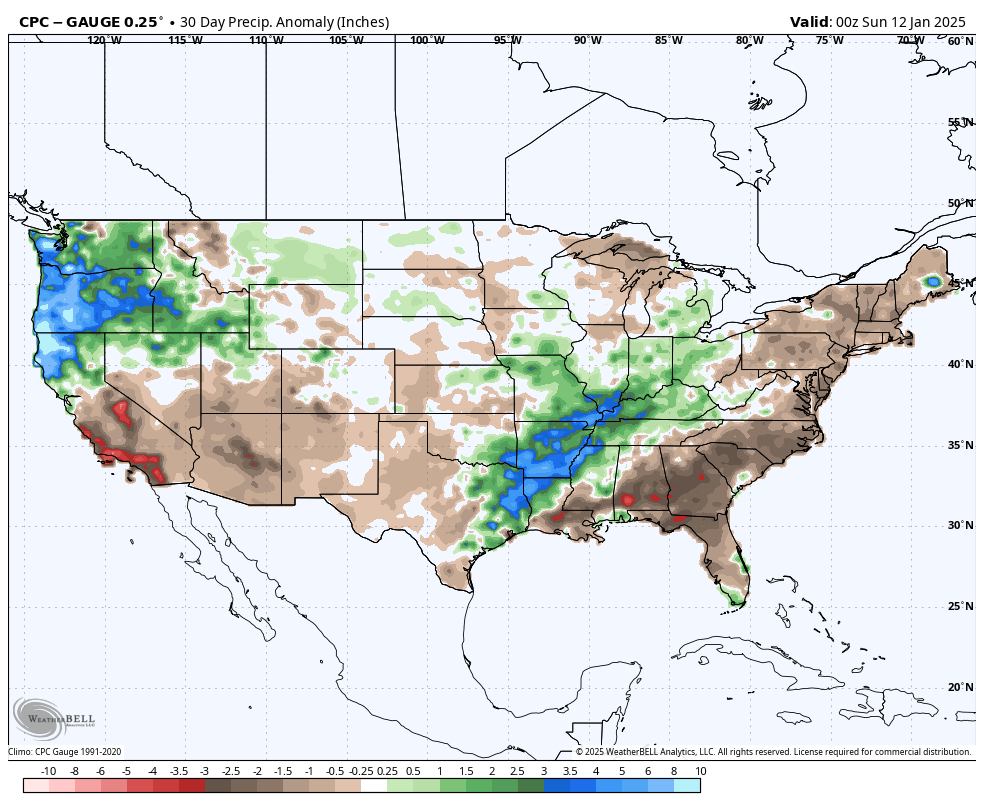 CPC − GAUGE 0.25° • 30 Day Precip. Anomaly (Inches)
Valid: 00z Sun 12 Jan 2025
120°W 115°W 110°W 105°W 100°W 95°W 90°W 85°W 80°W 75°W 70°W
60°N
55°N
50°N
45°N
40°N
35°N
30°N
25°N
20°N
WEATHERBELL
Analytics LLC
Climo: CPC Gauge 1991-2020
© 2025 WeatherBELL Analytics, LLC. All rights reserved. License required for commercial distribution.
-10 -8 -6 -5 -4 -3.5 -3 -2.5 -2 -1.5 -1 -0.5 -0.25 0.25 0.5 1 1.5 2 2.5 3 3.5 4 5 6 8 10